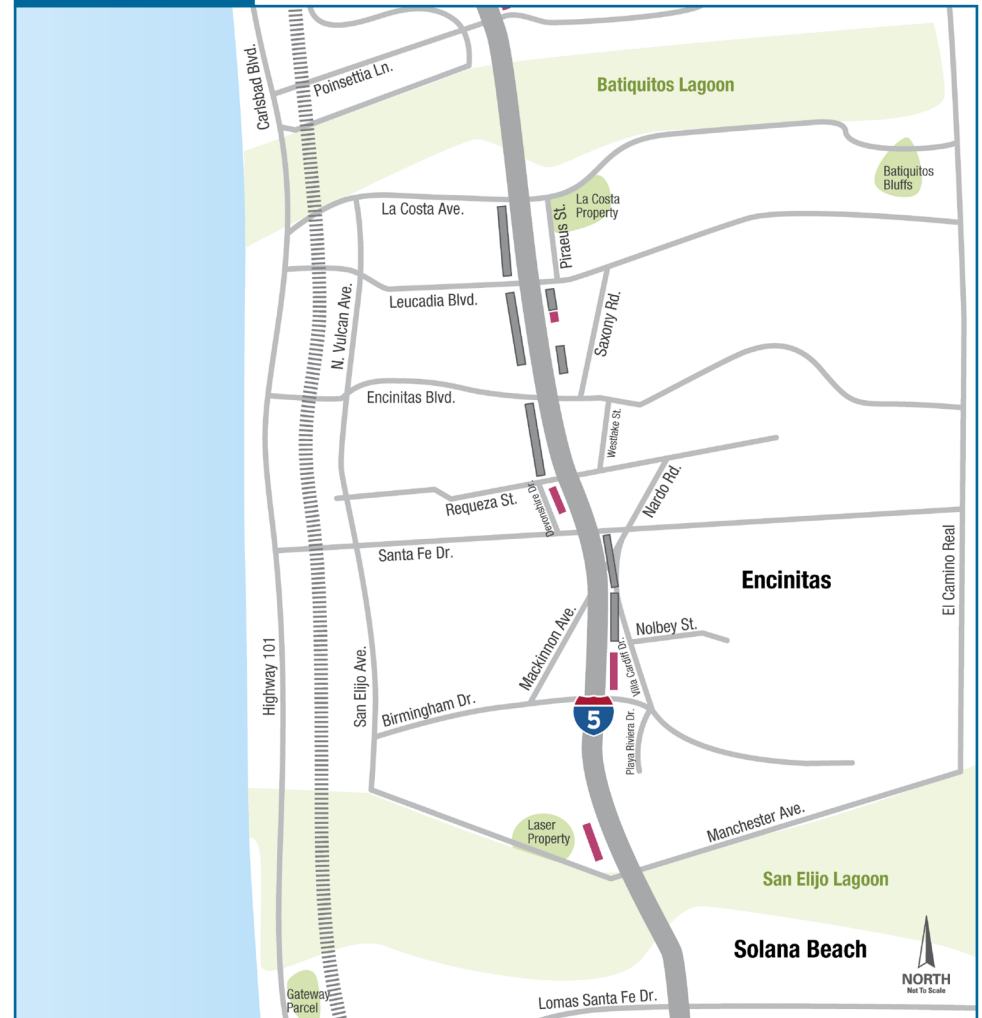 Carlsbad Blvd.
Poinsettia Ln.
Batiquitos Lagoon
Batiquitos
Bluffs
La Costa
Property
La Costa Ave.
Piraeus St.
Leucadia Blvd.
N. Vulcan Ave.
Saxony Rd.
Encinitas Blvd.
Westlake St.
Requeza St.
Devonshire Dr.
Nardo Rd.
Santa Fe Dr.
El Camino Real
Encinitas
Mackinnon Ave.
Nolbey St.
Villa Cardiff Dr.
Highway 101
San Elijo Ave.
Birmingham Dr.
5
Playa Riviera Dr.
Laser
Property
Manchester Ave.
San Elijo Lagoon
Solana Beach
NORTH
Not To Scale
Gateway
Parcel
Lomas Santa Fe Dr.